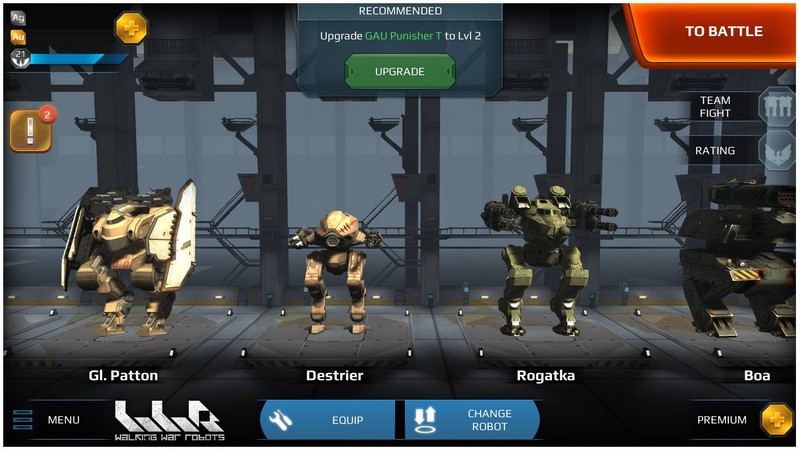 RECOMMENDED
TO BATTLE
Ag
Au
21
Upgrade GAU Punisher T to Lvl 2
UPGRADE
2
TEAM
FIGHT
RATING
Gl. Patton
Destrier
Rogatka
Boa
MENU
WWR
WALKING WAR ROBOTS
EQUIP
CHANGE
ROBOT
PREMIUM